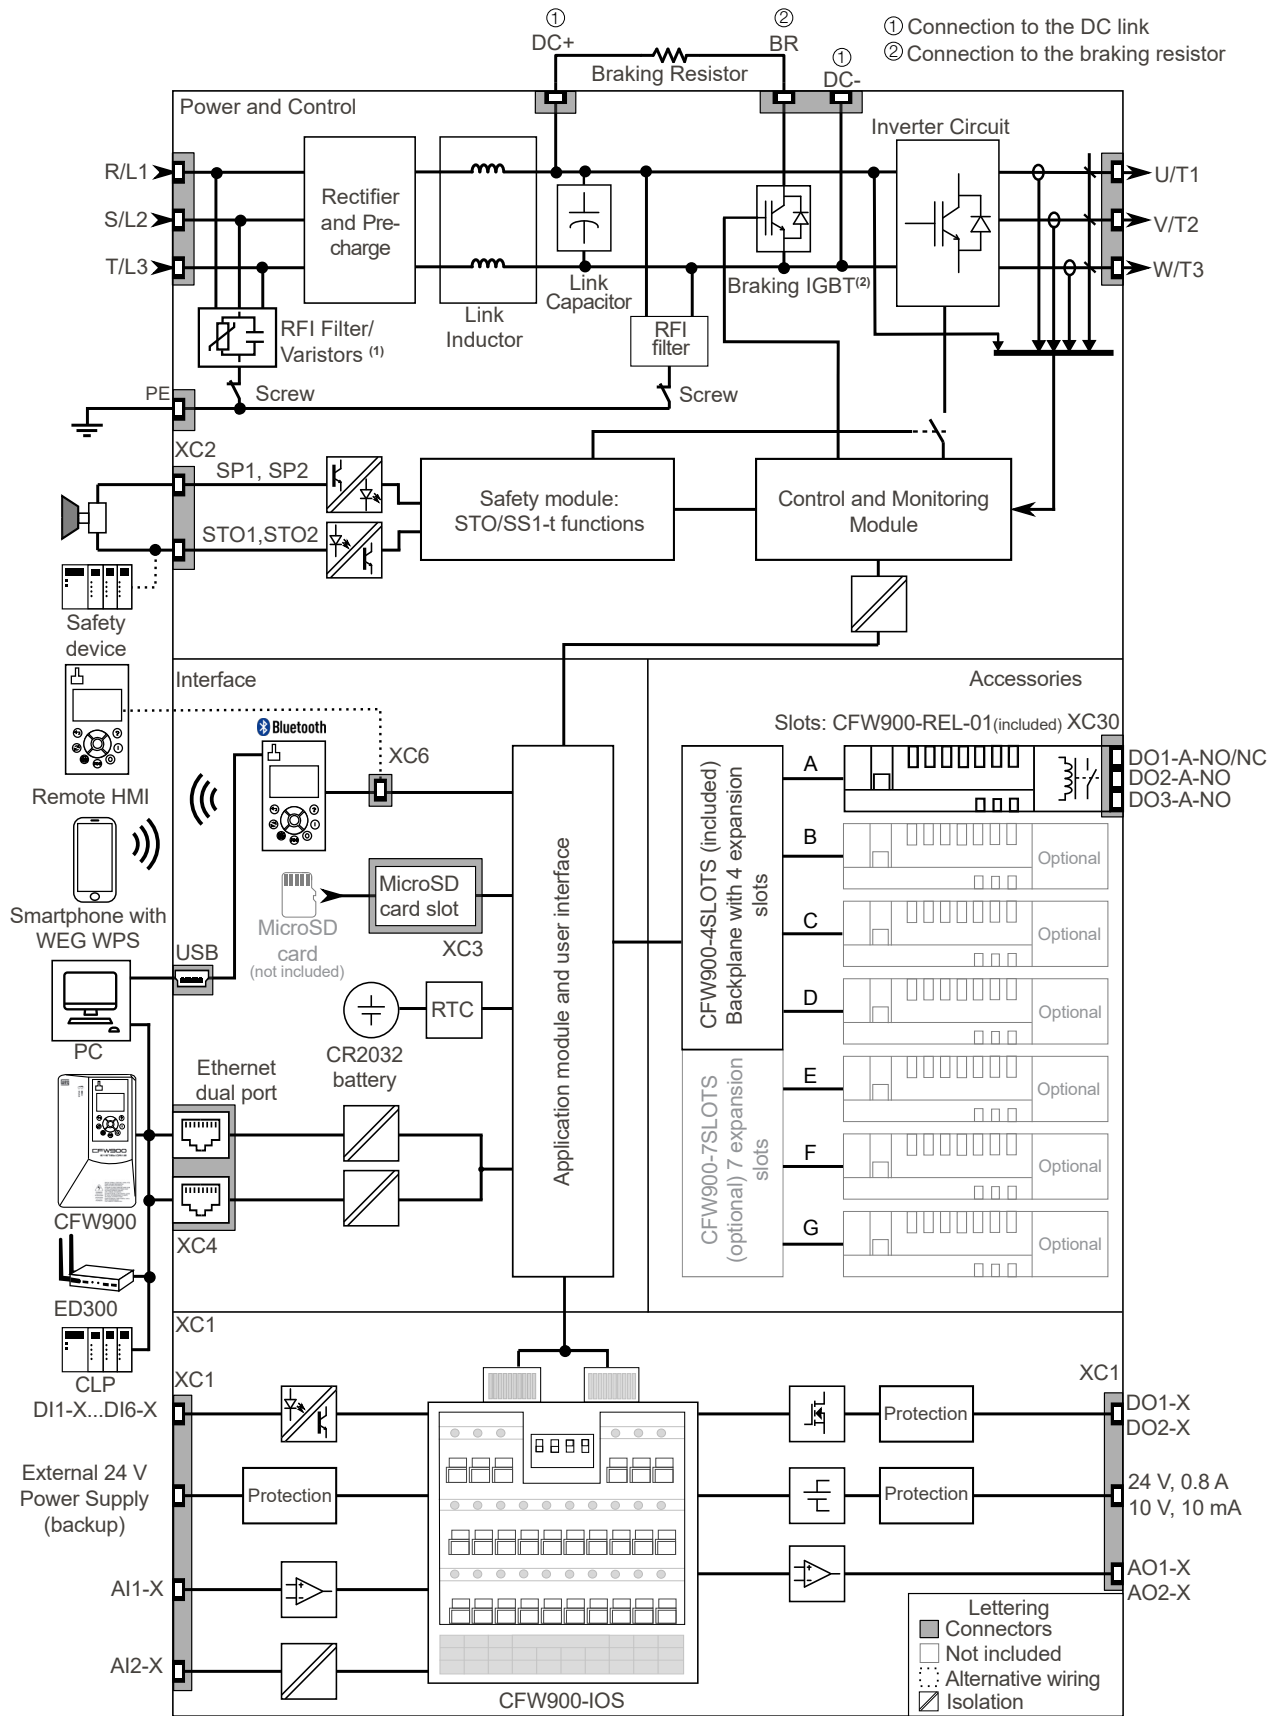 ①
DC+
②
BR
①
DC-
① Connection to the DC link
② Connection to the braking resistor
Braking Resistor
Power and Control
Inverter Circuit
R/L1
S/L2
T/L3
Rectifier
and Pre-
charge
Link
Inductor
Link
Capacitor
Braking IGBT(2)
U/T1
V/T2
W/T3
RFI Filter/
Varistors (1)
RFI
filter
PE
Screw
Screw
XC2
SP1, SP2
STO1,STO2
Safety module:
STO/SS1-t functions
Control and Monitoring
Module
Safety
device
Interface
Accessories
Bluetooth
XC6
Slots: CFW900-REL-01(included) XC30
DO1-A-NO/NC
DO2-A-NO
DO3-A-NO
Remote HMI
Smartphone with
WEG WPS
MicroSD
card slot
XC3
MicroSD
card
(not included)
USB
PC
CR2032
battery
RTC
Ethernet
dual port
Application module and user interface
CFW900-4SLOTS (included)
Backplane with 4 expansion
slots
CFW900-7SLOTS
(optional) 7 expansion
slots
A
B
Optional
C
Optional
D
Optional
E
Optional
F
Optional
G
Optional
CFW900
CFW900
XC4
ED300
CLP
XC1
XC1
DI1-X...DI6-X
External 24 V
Power Supply
(backup)
Protection
AI1-X
AI2-X
CFW900-IOS
XC1
Protection
DO1-X
DO2-X
Protection
24 V, 0.8 A
10 V, 10 mA
AO1-X
AO2-X
Lettering
Connectors
Not included
Alternative wiring
Isolation